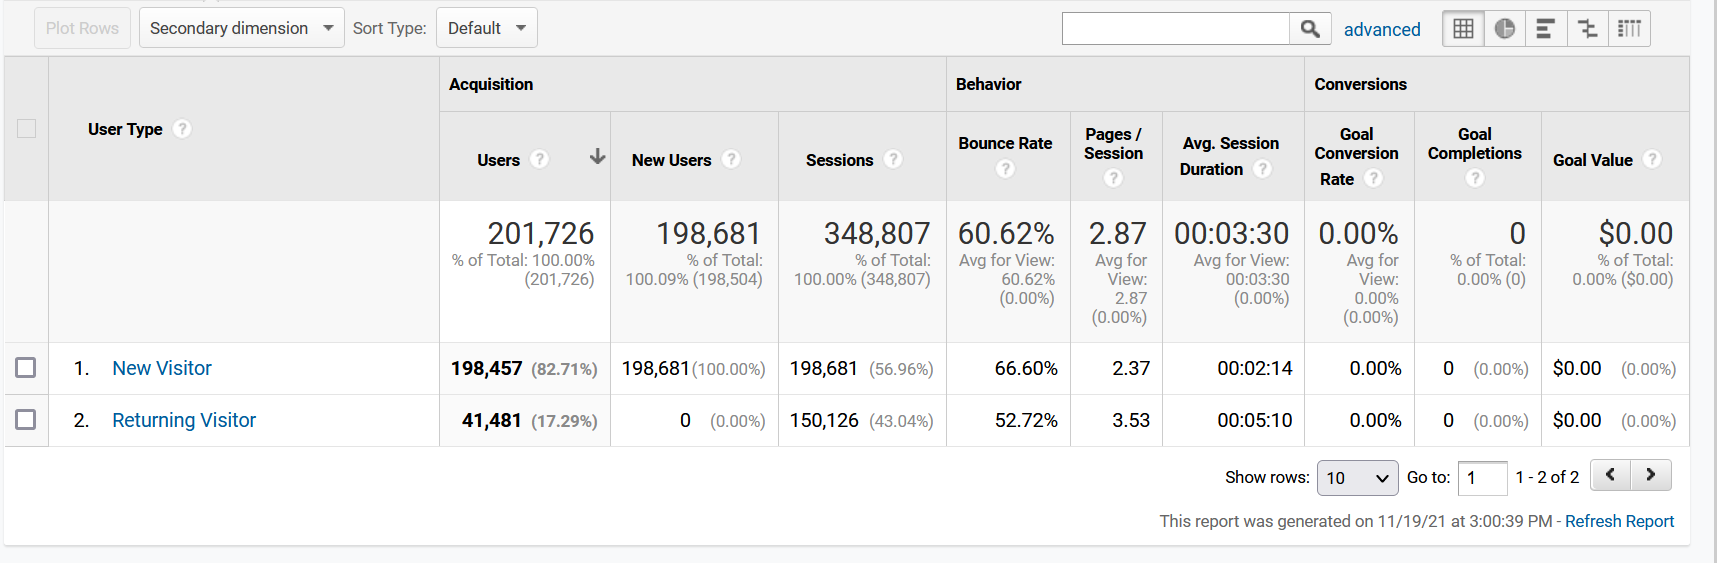 Plot Rows Secondary dimension Sort Type: Default advanced
Acquisition Behavior Conversions
User Type ?
Users ?
New Users ?
Sessions ?
Bounce Rate
?
Pages /
Session
?
Avg. Session
Duration ?
Goal
Conversion
Rate ?
Goal
Completions
?
Goal Value ?
201,726
% of Total: 100.00%
(201,726)
198,681
% of Total:
100.09% (198,504)
348,807
% of Total:
100.00% (348,807)
60.62%
Avg for View:
60.62%
(0.00%)
2.87
Avg for
View:
2.87
(0.00%)
00:03:30
Avg for View:
00:03:30
(0.00%)
0.00%
Avg for
View:
0.00%
(0.00%)
0
% of Total:
0.00% (0)
$0.00
% of Total:
0.00% ($0.00)
1. New Visitor 198,457 (82.71%) 198,681 (100.00%) 198,681 (56.96%) 66.60% 2.37 00:02:14 0.00% 0 (0.00%) $0.00 (0.00%)
2. Returning Visitor 41,481 (17.29%) 0 (0.00%) 150,126 (43.04%) 52.72% 3.53 00:05:10 0.00% 0 (0.00%) $0.00 (0.00%)
Show rows: 10 Go to: 1 1 - 2 of 2
This report was generated on 11/19/21 at 3:00:39 PM - Refresh Report